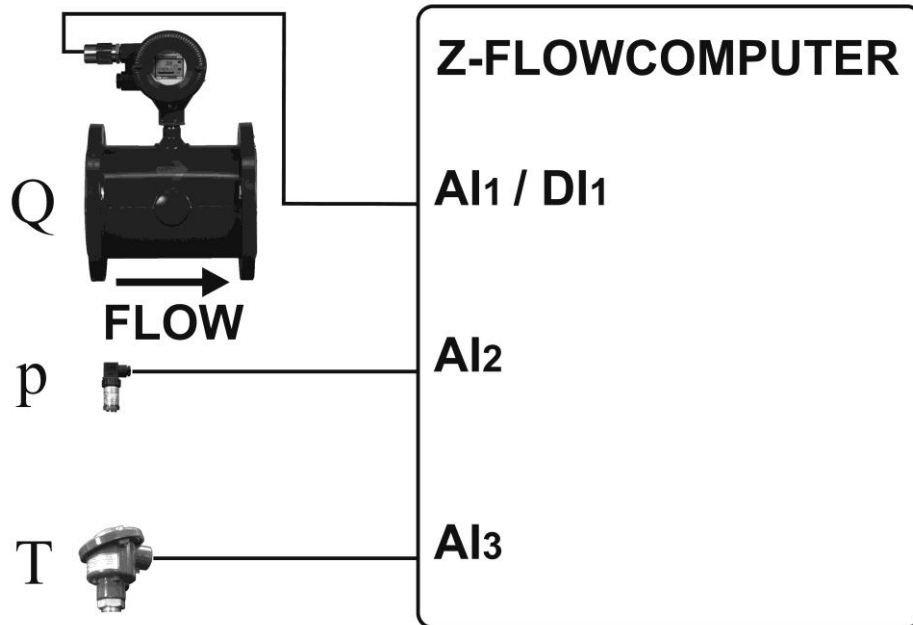 Z-FLOWCOMPUTER
Q
AI1 / DI1
FLOW
p
AI2
T
AI3